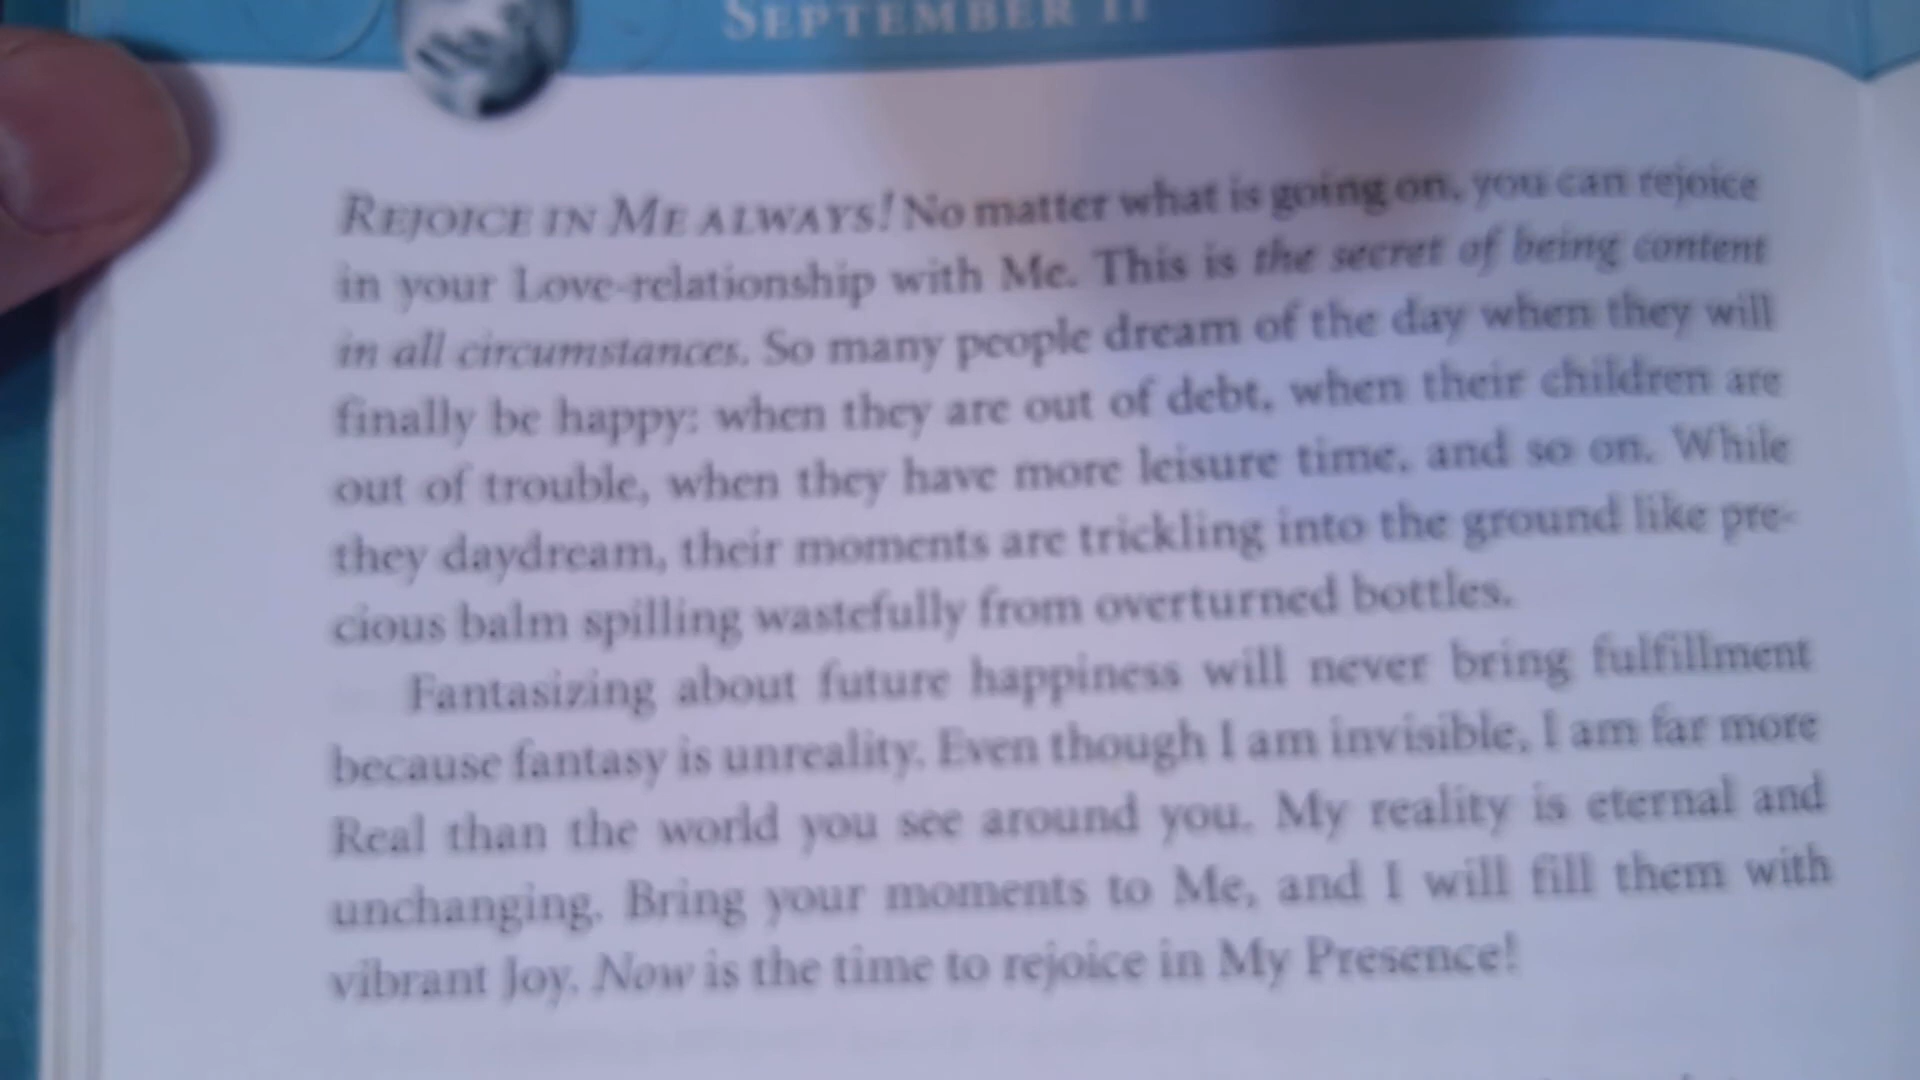 SEPTEMBER 11
REJOICE IN ME ALWAYS! No matter what is going on, you can rejoice
in your Love-relationship with Me. This is the secret of being content
in all circumstances. So many people dream of the day when they will
finally be happy: when they are out of debt, when their children are
out of trouble, when they have more leisure time, and so on. While
they daydream, their moments are trickling into the ground like pre-
cious balm spilling wastefully from overturned bottles.
Fantasizing about future happiness will never bring fulfillment
because fantasy is unreality. Even though I am invisible, I am far more
Real than the world you see around you. My reality is eternal and
unchanging. Bring your moments to Me, and I will fill them with
vibrant Joy. Now is the time to rejoice in My Presence!